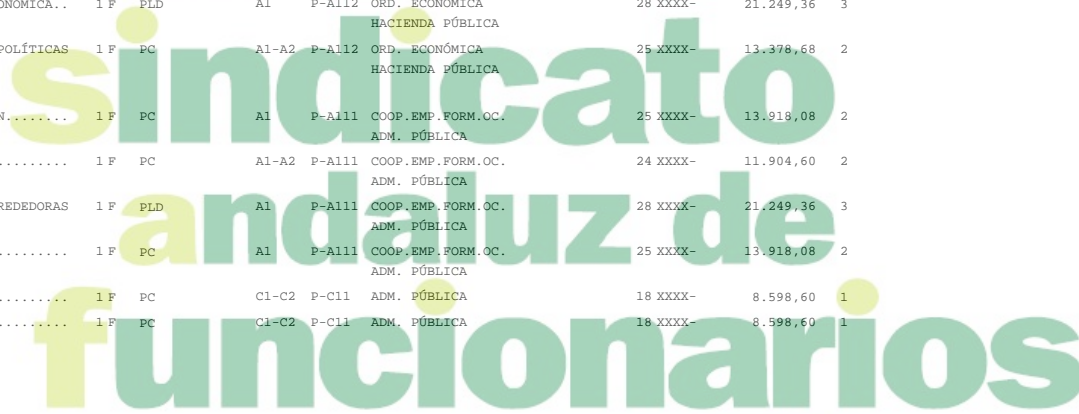 ONÓMICA.. 1 F PLD A1 P-A112 ORD. ECONÓMICA 28 XXXX- 21.249,36 3
HACIENDA PÚBLICA
POLÍTICAS 1 F PC A1-A2 P-A112 ORD. ECONÓMICA 25 XXXX- 13.378,68 2
HACIENDA PÚBLICA
sindicato
N........ 1 F PC A1 P-A111 COOP.EMP.FORM.OC. 25 XXXX- 13.918,08 2
ADM. PÚBLICA
......... 1 F PC A1-A2 P-A111 COOP.EMP.FORM.OC. 24 XXXX- 11.904,60 2
ADM. PÚBLICA
REDEDORAS 1 F PLD A1 P-A111 COOP.EMP.FORM.OC. 28 XXXX- 21.249,36 3
ADM. PÚBLICA
andaluz de
......... 1 F PC A1 P-A111 COOP.EMP.FORM.OC. 25 XXXX- 13.918,08 2
ADM. PÚBLICA
......... 1 F PC C1-C2 P-C11 ADM. PÚBLICA 18 XXXX- 8.598,60 1
......... 1 F PC C1-C2 P-C11 ADM. PÚBLICA 18 XXXX- 8.598,60 1
funcionarios